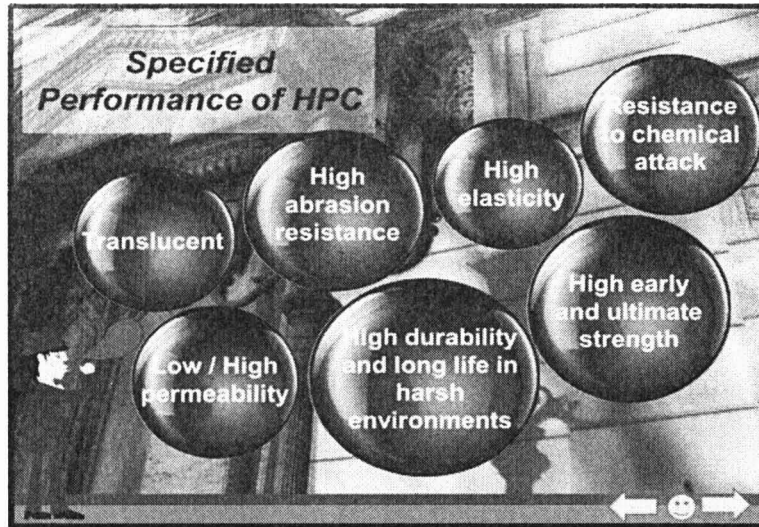 Specified
Performance of HPC
Resistance
to chemical
attack
High
elasticity
High
abrasion
resistance
Translucent
High early
and ultimate
strength
High durability
and long life in
harsh
environments
Low / High
permeability